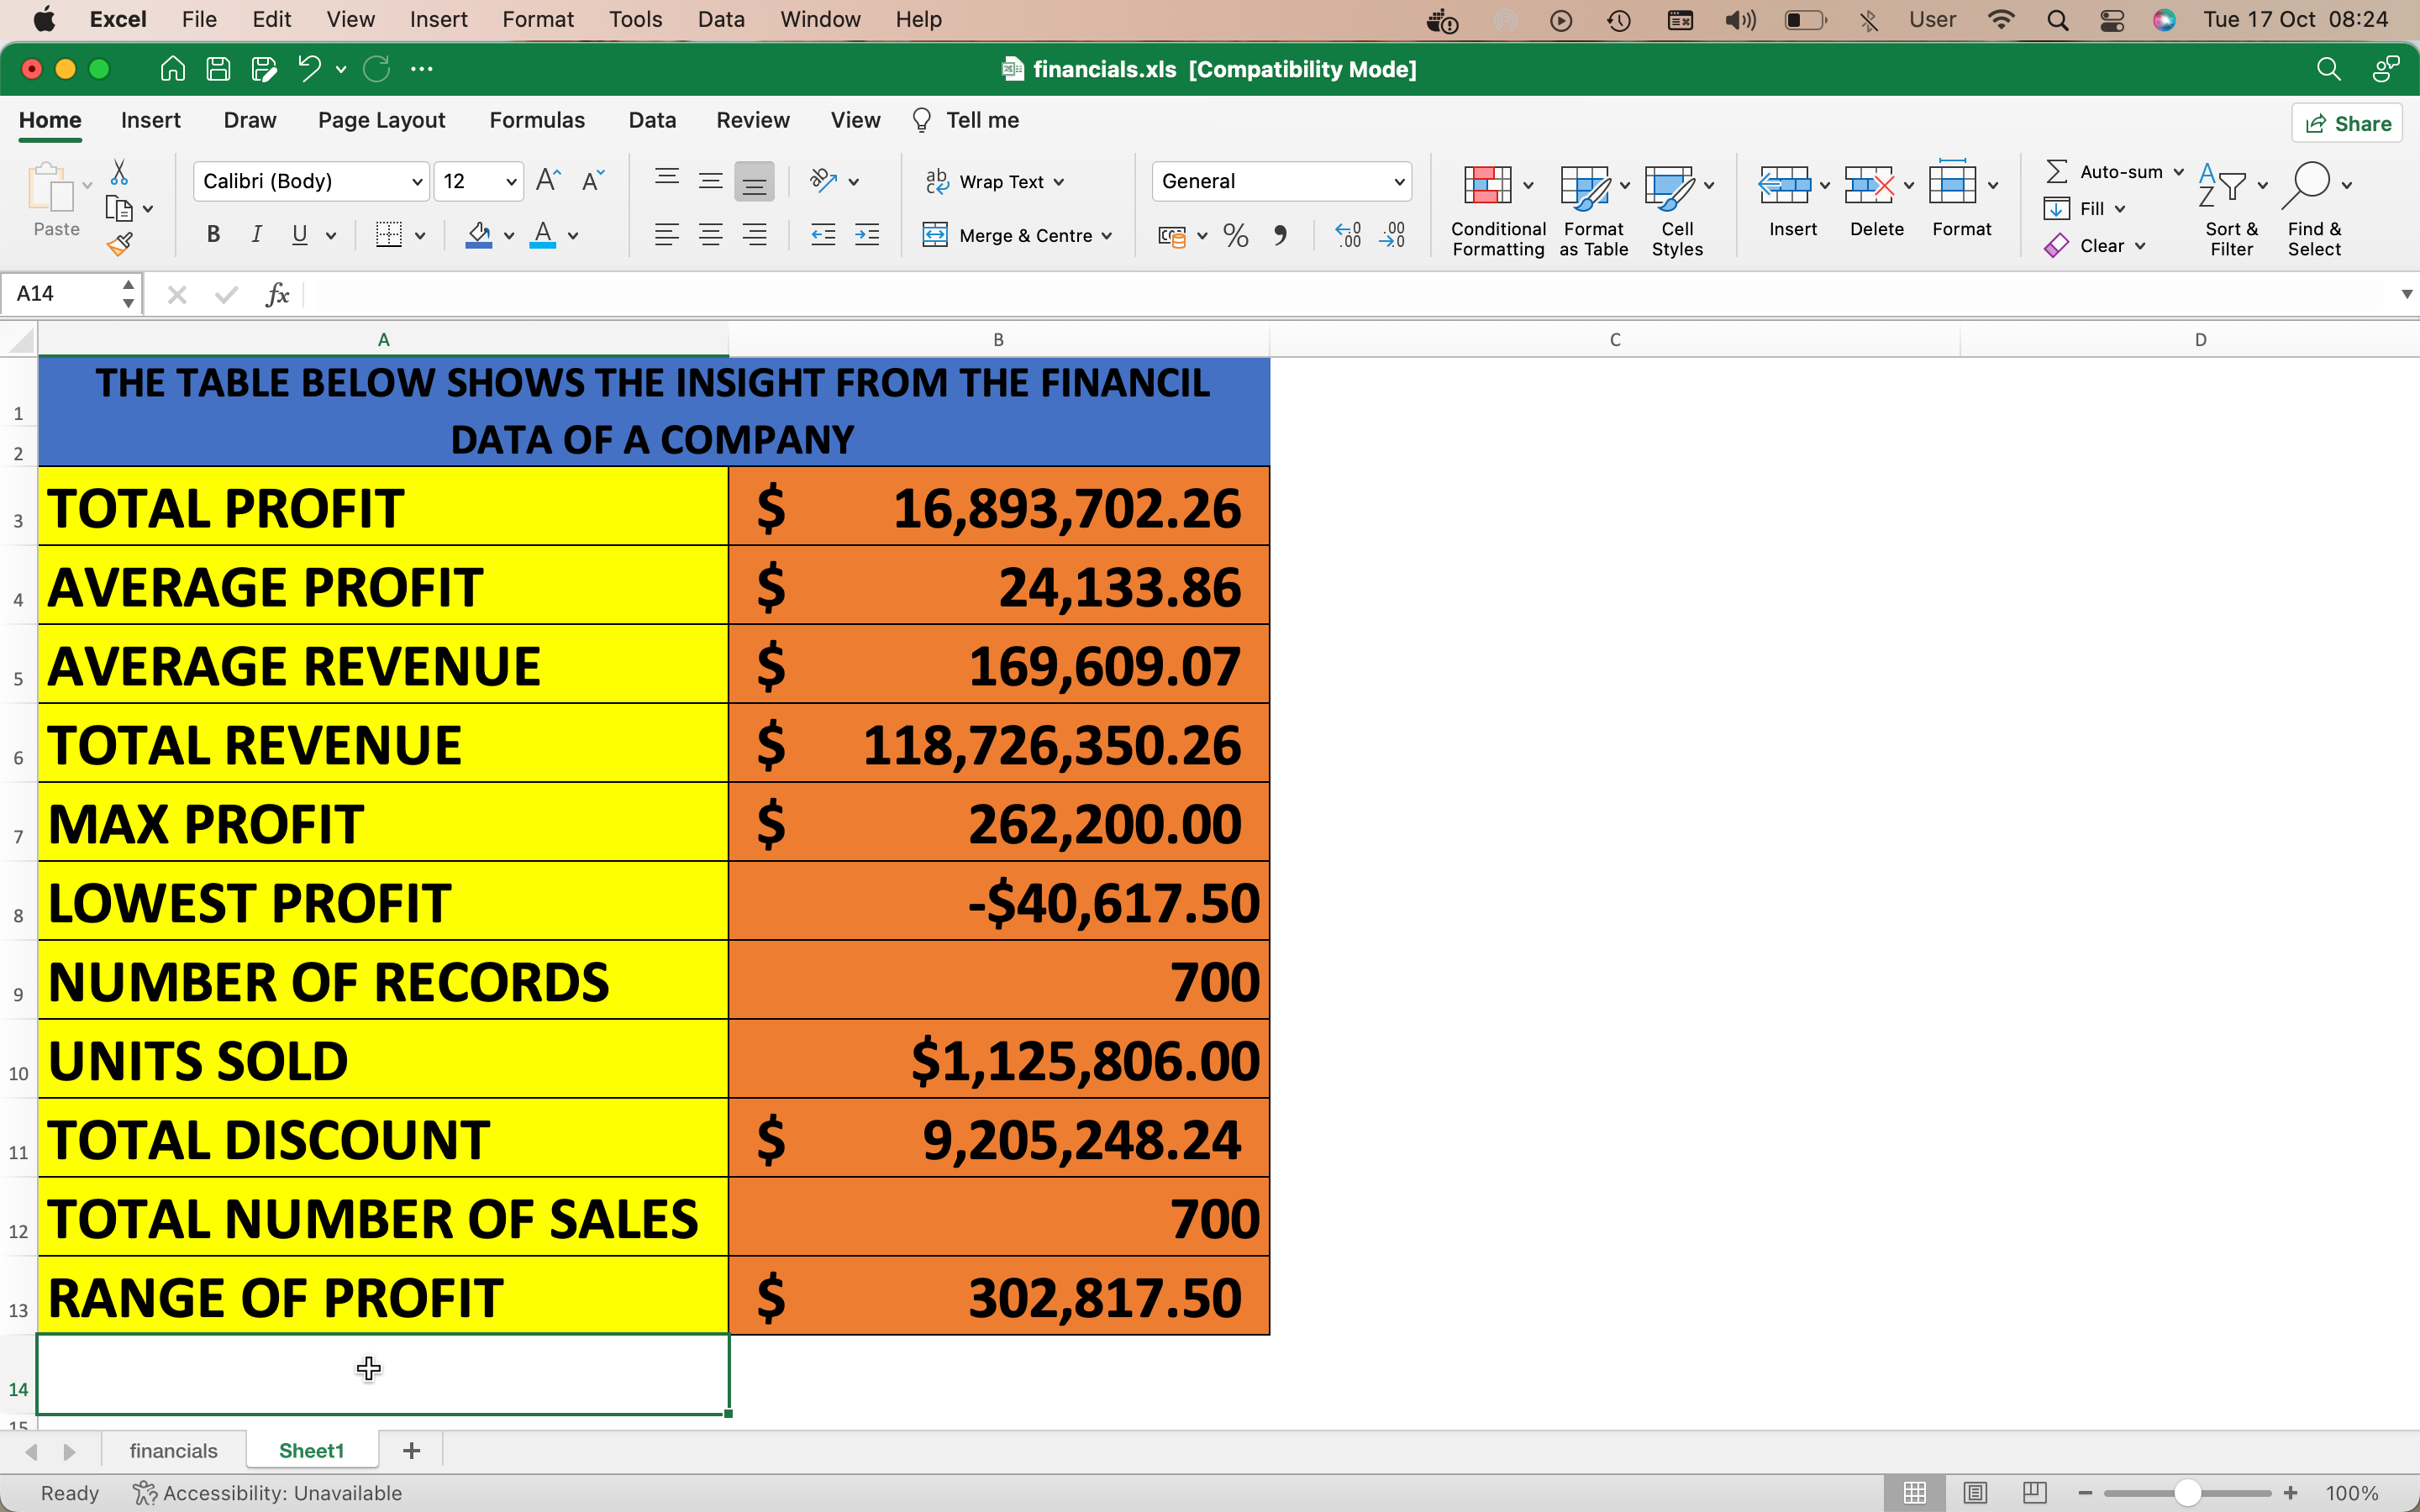 Excel File Edit View Insert Format Tools Data Window Help User Tue 17 Oct 08:24
financials.xls [Compatibility Mode]
Home Insert Draw Page Layout Formulas Data Review View Tell me Share
Paste Calibri (Body) 12 Wrap Text General Conditional Formatting Format as Table Cell Styles Insert Delete Format Auto-sum Fill Clear Sort & Filter Find & Select
B I U Merge & Centre
A14 fx
A B C D
1 THE TABLE BELOW SHOWS THE INSIGHT FROM THE FINANCIL
2 DATA OF A COMPANY
3 TOTAL PROFIT $ 16,893,702.26
4 AVERAGE PROFIT $ 24,133.86
5 AVERAGE REVENUE $ 169,609.07
6 TOTAL REVENUE $ 118,726,350.26
7 MAX PROFIT $ 262,200.00
8 LOWEST PROFIT -$40,617.50
9 NUMBER OF RECORDS 700
10 UNITS SOLD $1,125,806.00
11 TOTAL DISCOUNT $ 9,205,248.24
12 TOTAL NUMBER OF SALES 700
13 RANGE OF PROFIT $ 302,817.50
14
15
financials Sheet1 +
Ready Accessibility: Unavailable 100%